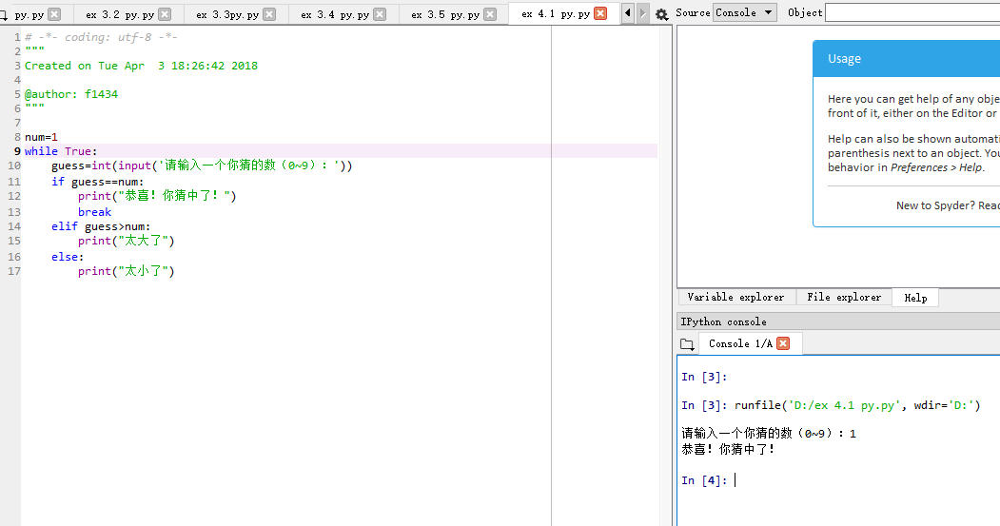 py.py ex 3.2 py.py ex 3.3py.py ex 3.4 py.py ex 3.5 py.py ex 4.1 py.py
Source Console Object
1 # -*- coding: utf-8 -*-
2 """
3 Created on Tue Apr  3 18:26:42 2018
4
5 @author: f1434
6 """
7
8 num=1
9 while True:
10     guess=int(input('请输入一个你猜的数（0~9）：'))
11     if guess==num:
12         print("恭喜！你猜中了！")
13         break
14     elif guess>num:
15         print("太大了")
16     else:
17         print("太小了")
Usage
Here you can get help of any obje
front of it, either on the Editor or
Help can also be shown automati
parenthesis next to an object. You
behavior in Preferences > Help.
New to Spyder? Read
Variable explorer File explorer Help
IPython console
Console 1/A
In [3]:
In [3]: runfile('D:/ex 4.1 py.py', wdir='D:')
请输入一个你猜的数（0~9）：1
恭喜！你猜中了！
In [4]: